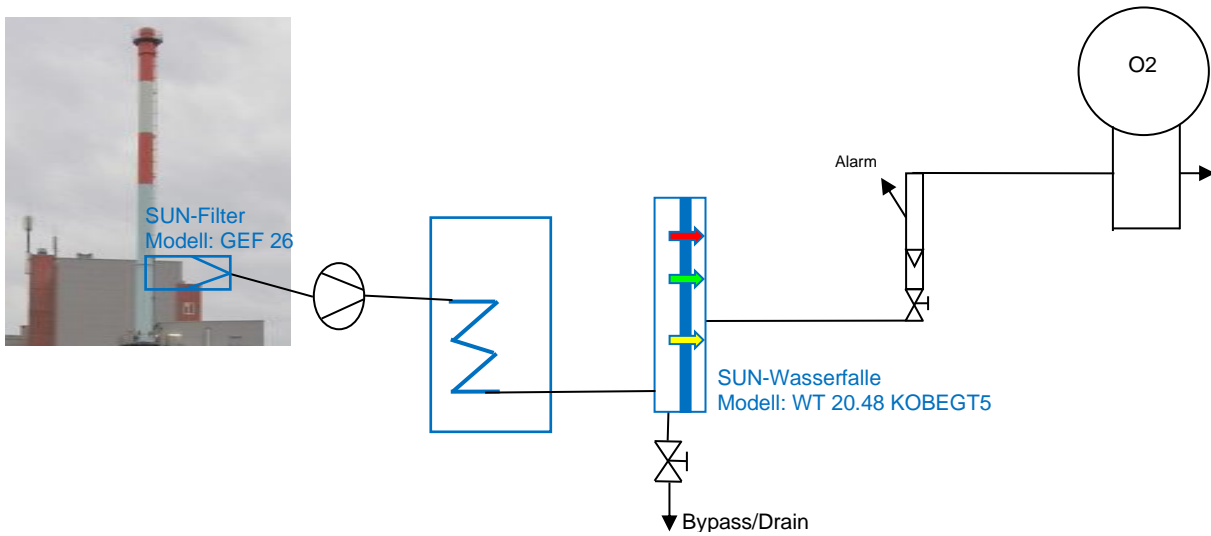 O2
Alarm
SUN-Filter
Modell: GEF 26
SUN-Wasserfalle
Modell: WT 20.48 KOBEGT5
Bypass/Drain